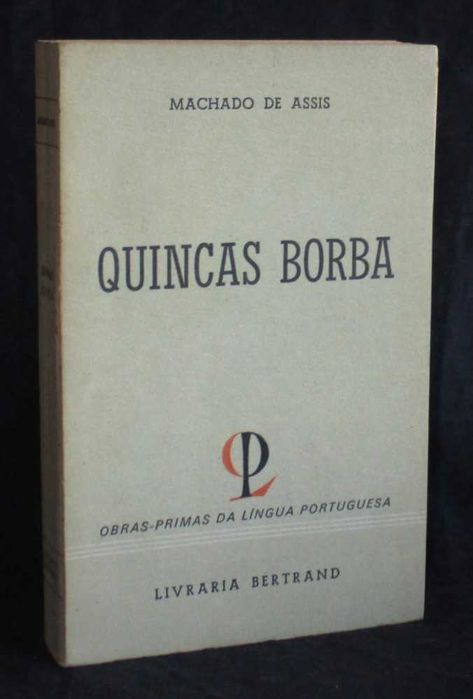 MACHADO DE ASSIS
QUINCAS BORBA
OBRAS-PRIMAS DA LÍNGUA PORTUGUESA
LIVRARIA BERTRAND